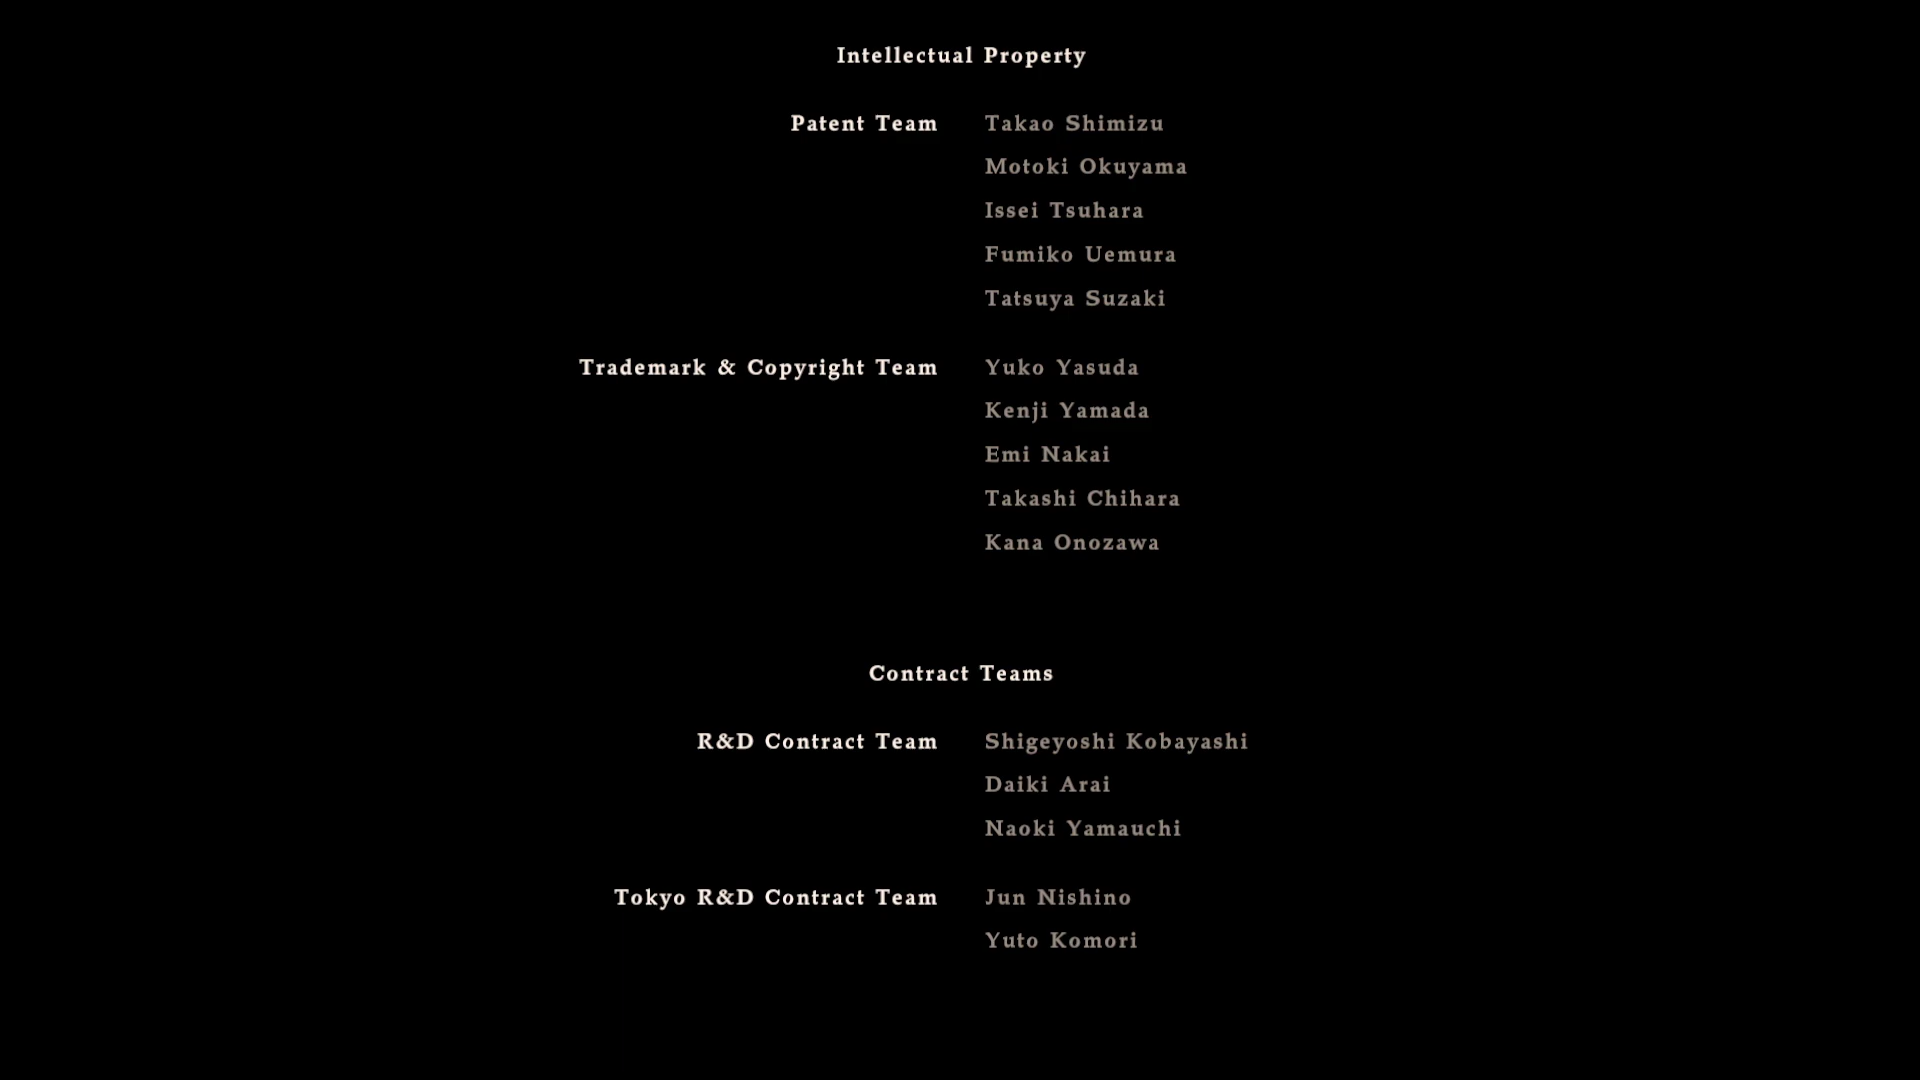 Intellectual Property
Patent Team Takao Shimizu
Motoki Okuyama
Issei Tsuhara
Fumiko Uemura
Tatsuya Suzaki
Trademark & Copyright Team Yuko Yasuda
Kenji Yamada
Emi Nakai
Takashi Chihara
Kana Onozawa
Contract Teams
R&D Contract Team Shigeyoshi Kobayashi
Daiki Arai
Naoki Yamauchi
Tokyo R&D Contract Team Jun Nishino
Yuto Komori